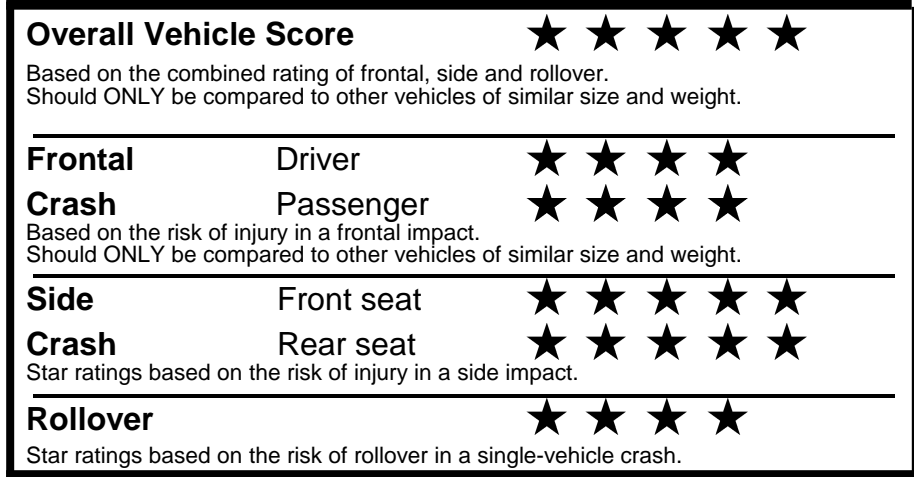 Overall Vehicle Score ★ ★ ★ ★ ★
Based on the combined rating of frontal, side and rollover.
Should ONLY be compared to other vehicles of similar size and weight.
Frontal Driver ★ ★ ★ ★
Crash Passenger ★ ★ ★ ★
Based on the risk of injury in a frontal impact.
Should ONLY be compared to other vehicles of similar size and weight.
Side Front seat ★ ★ ★ ★ ★
Crash Rear seat ★ ★ ★ ★ ★
Star ratings based on the risk of injury in a side impact.
Rollover ★ ★ ★ ★
Star ratings based on the risk of rollover in a single-vehicle crash.